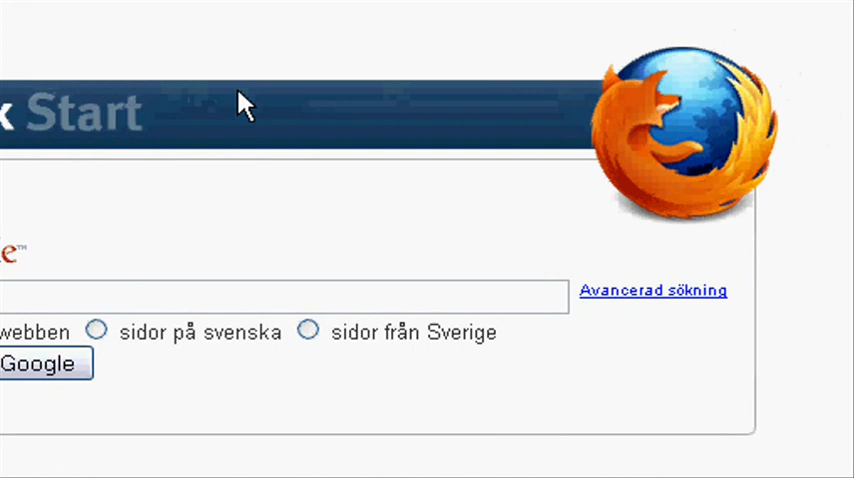 x Start
e™
Avancerad sökning
webben sidor på svenska sidor från Sverige
Google